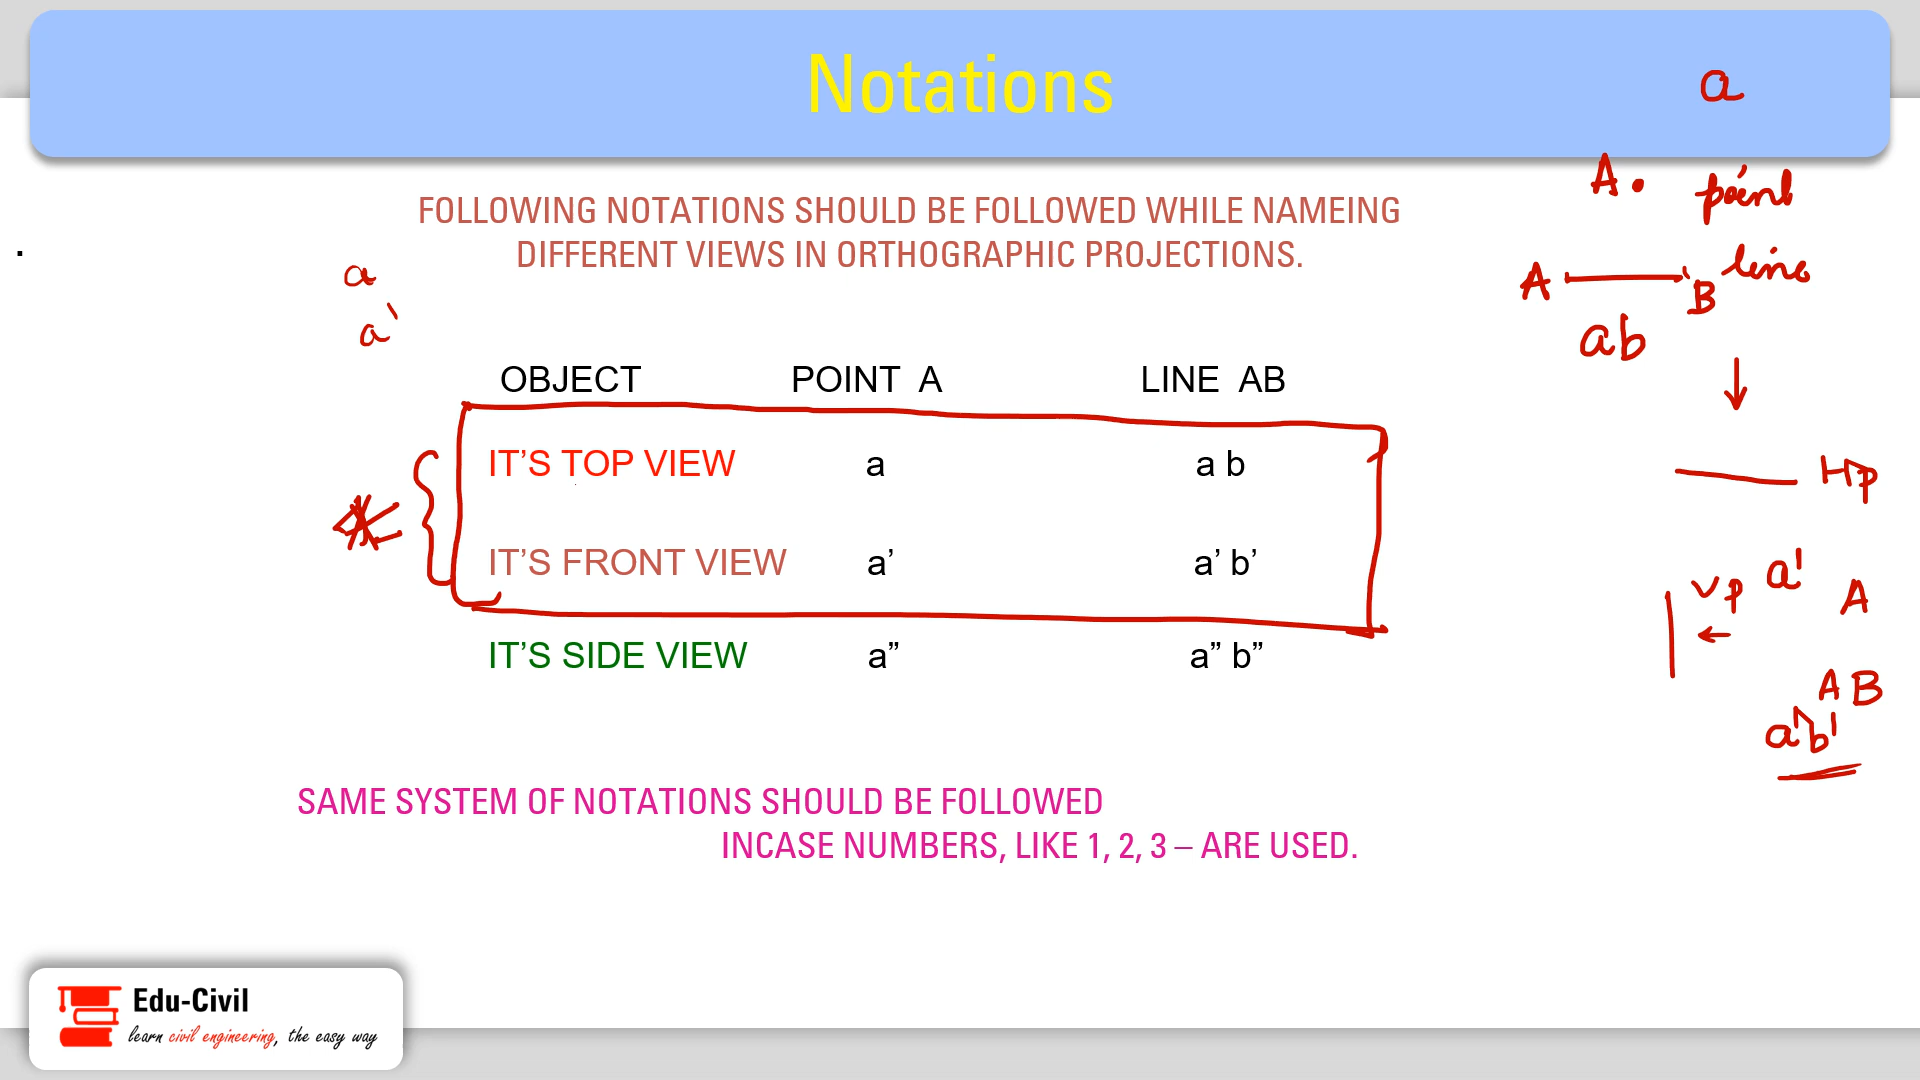 Notations
a
A. point
FOLLOWING NOTATIONS SHOULD BE FOLLOWED WHILE NAMEING
DIFFERENT VIEWS IN ORTHOGRAPHIC PROJECTIONS.
A B line
a
a'
ab
OBJECT POINT A LINE AB
IT'S TOP VIEW a a b
HP
IT'S FRONT VIEW a’ a’ b’
VP a' A
IT’S SIDE VIEW a” a” b”
AB
a'b'
SAME SYSTEM OF NOTATIONS SHOULD BE FOLLOWED
INCASE NUMBERS, LIKE 1, 2, 3 – ARE USED.
Edu-Civil
learn civil engineering, the easy way